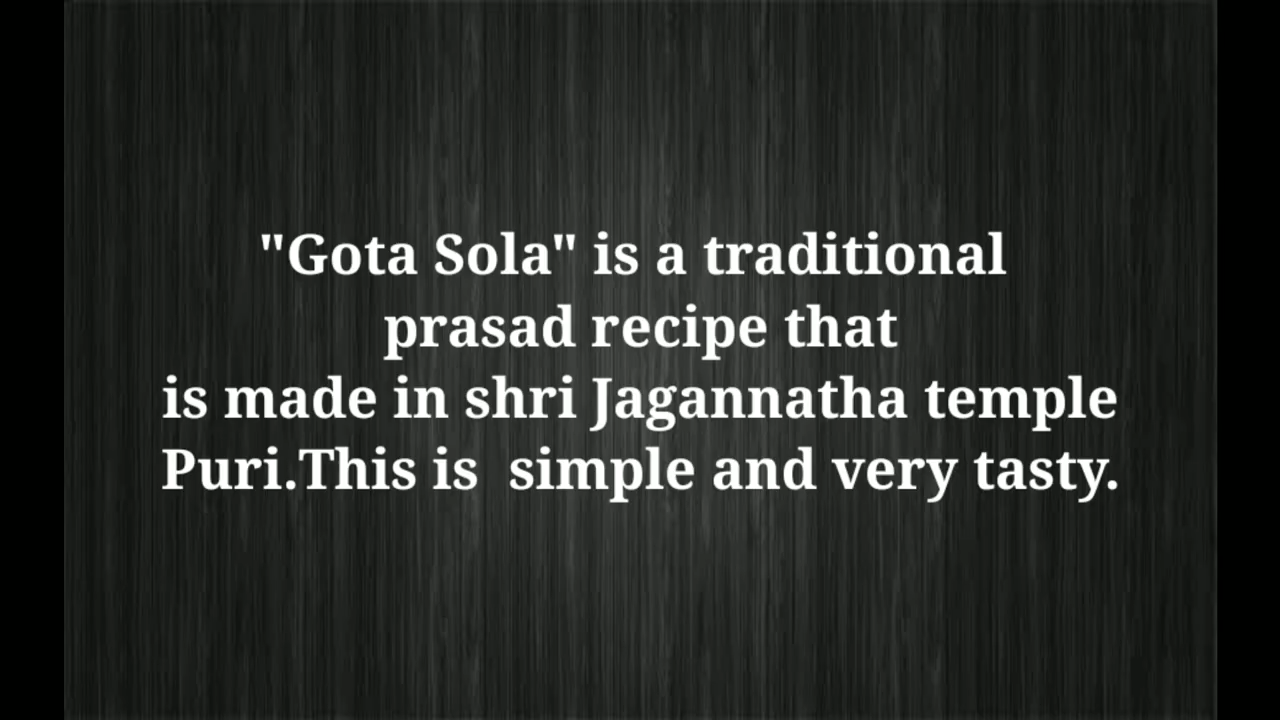 "Gota Sola" is a traditional
prasad recipe that
is made in shri Jagannatha temple
Puri.This is  simple and very tasty.